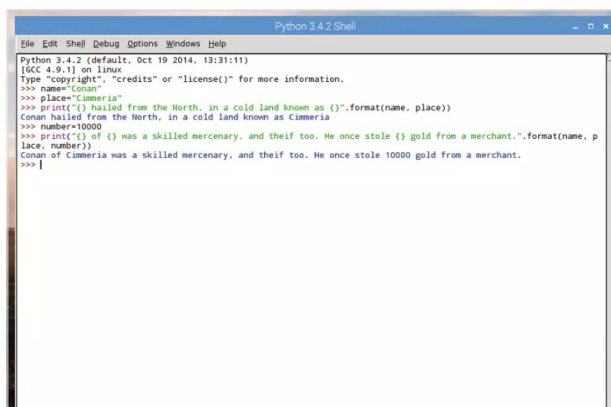 Python 3.4.2 Shell
File Edit Shell Debug Options Windows Help
Python 3.4.2 (default, Oct 19 2014, 13:31:11)
[GCC 4.9.1] on linux
Type "copyright", "credits" or "license()" for more information.
>>> name="Conan"
>>> place="Cimmeria"
>>> print("{} hailed from the North, in a cold land known as {}".format(name, place))
Conan hailed from the North, in a cold land known as Cimmeria
>>> number=10000
>>> print("{} of {} was a skilled mercenary, and theif too. He once stole {} gold from a merchant.".format(name, p
lace, number))
Conan of Cimmeria was a skilled mercenary, and theif too. He once stole 10000 gold from a merchant.
>>>